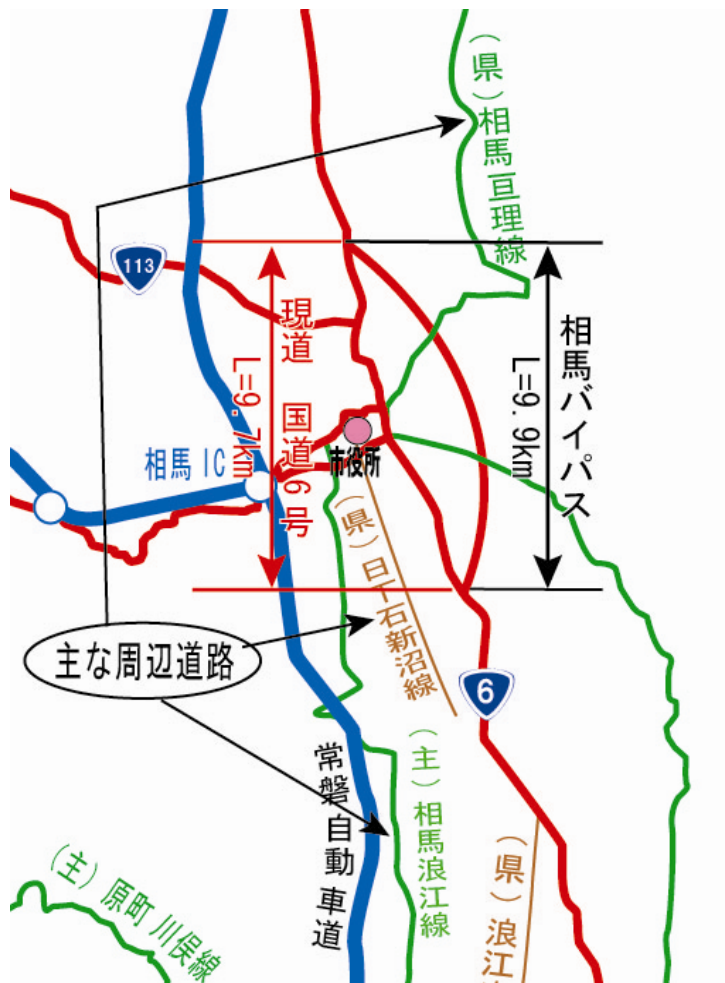 （県）相馬亘理線
113
現道 国道6号
L=9.7km
相馬バイパス
L=9.9km
相馬IC
市役所
（県）日下石新沼線
主な周辺道路
6
常磐自動車道
（主）相馬浪江線
（県）浪江
（主）原町川俣線